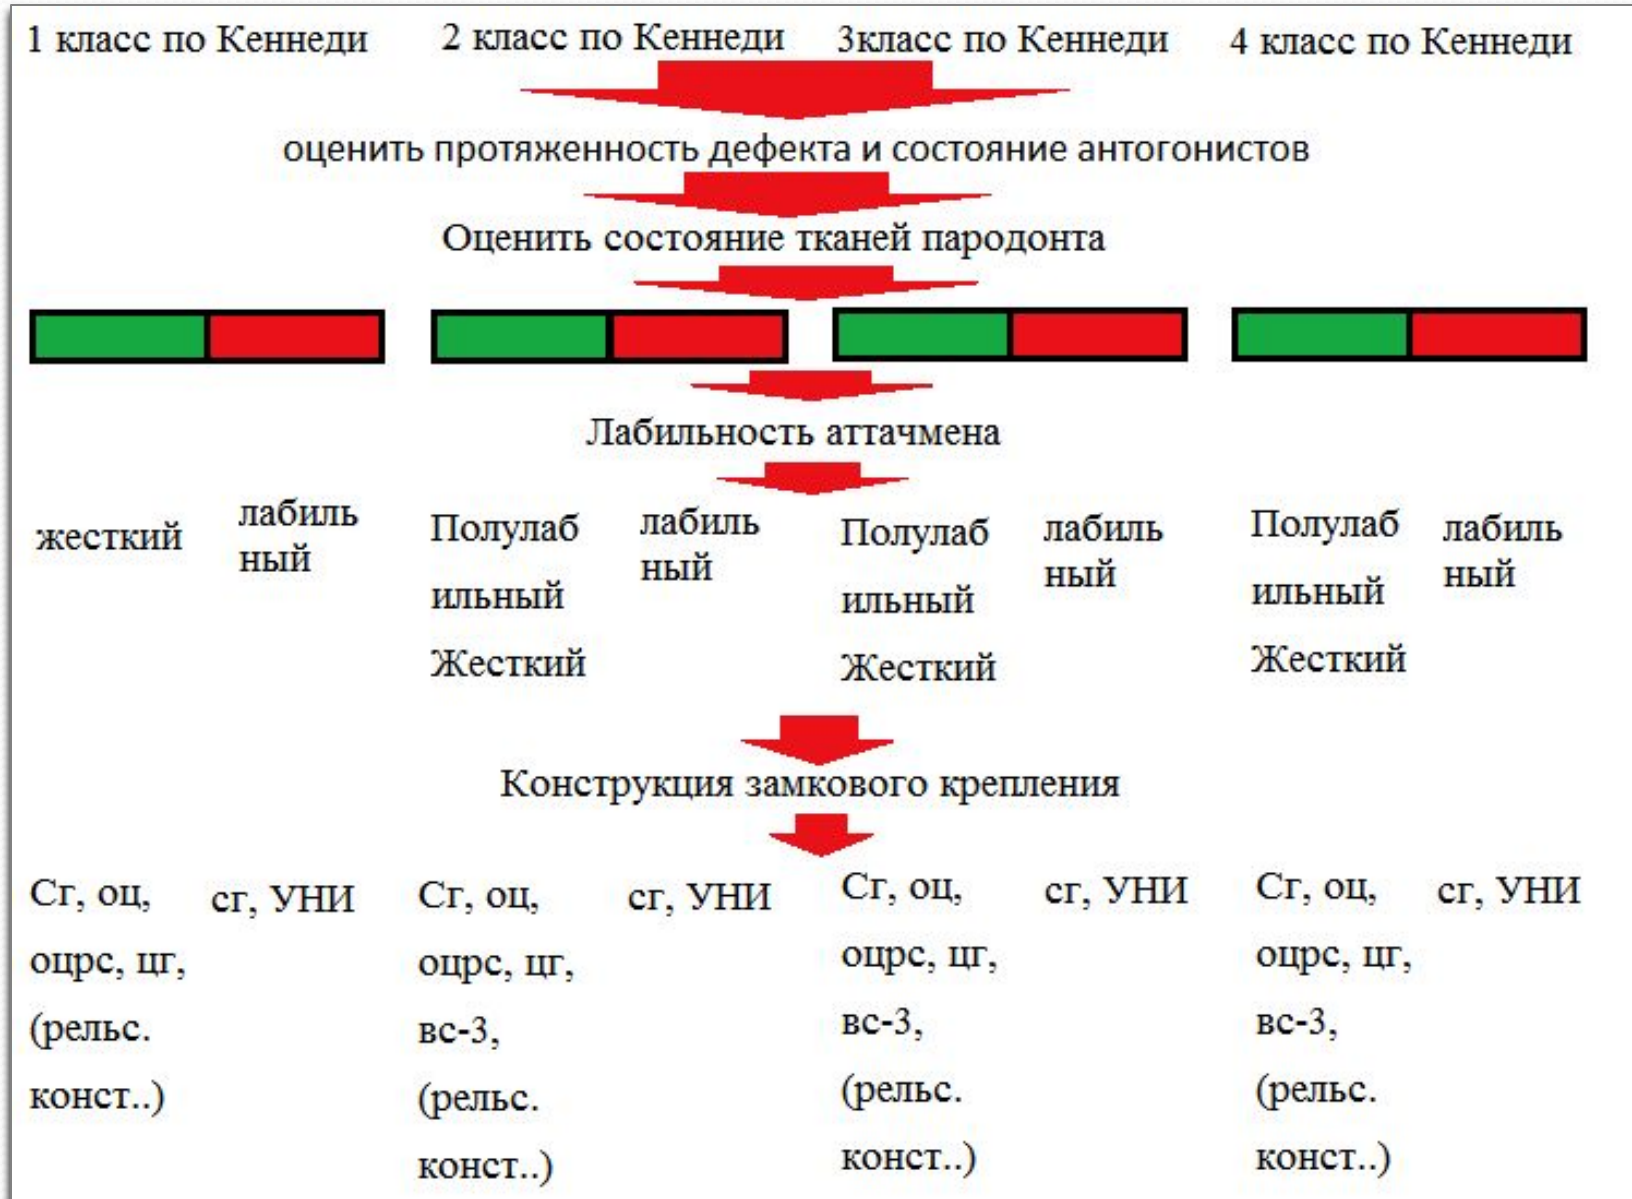 1 класс по Кеннеди
2 класс по Кеннеди
3класс по Кеннеди
4 класс по Кеннеди
оценить протяженность дефекта и состояние антогонистов
Оценить состояние тканей пародонта
Лабильность аттачмена
жесткий
лабиль
ный
Полулаб
ильный
Жесткий
лабиль
ный
Полулаб
ильный
Жесткий
лабиль
ный
Полулаб
ильный
Жесткий
лабиль
ный
Конструкция замкового крепления
Сг, оц,
оцрс, цг,
(рельс.
конст..)
сг, УНИ
Сг, оц,
оцрс, цг,
вс-3,
(рельс.
конст..)
сг, УНИ
Сг, оц,
оцрс, цг,
вс-3,
(рельс.
конст..)
сг, УНИ
Сг, оц,
оцрс, цг,
вс-3,
(рельс.
конст..)
сг, УНИ